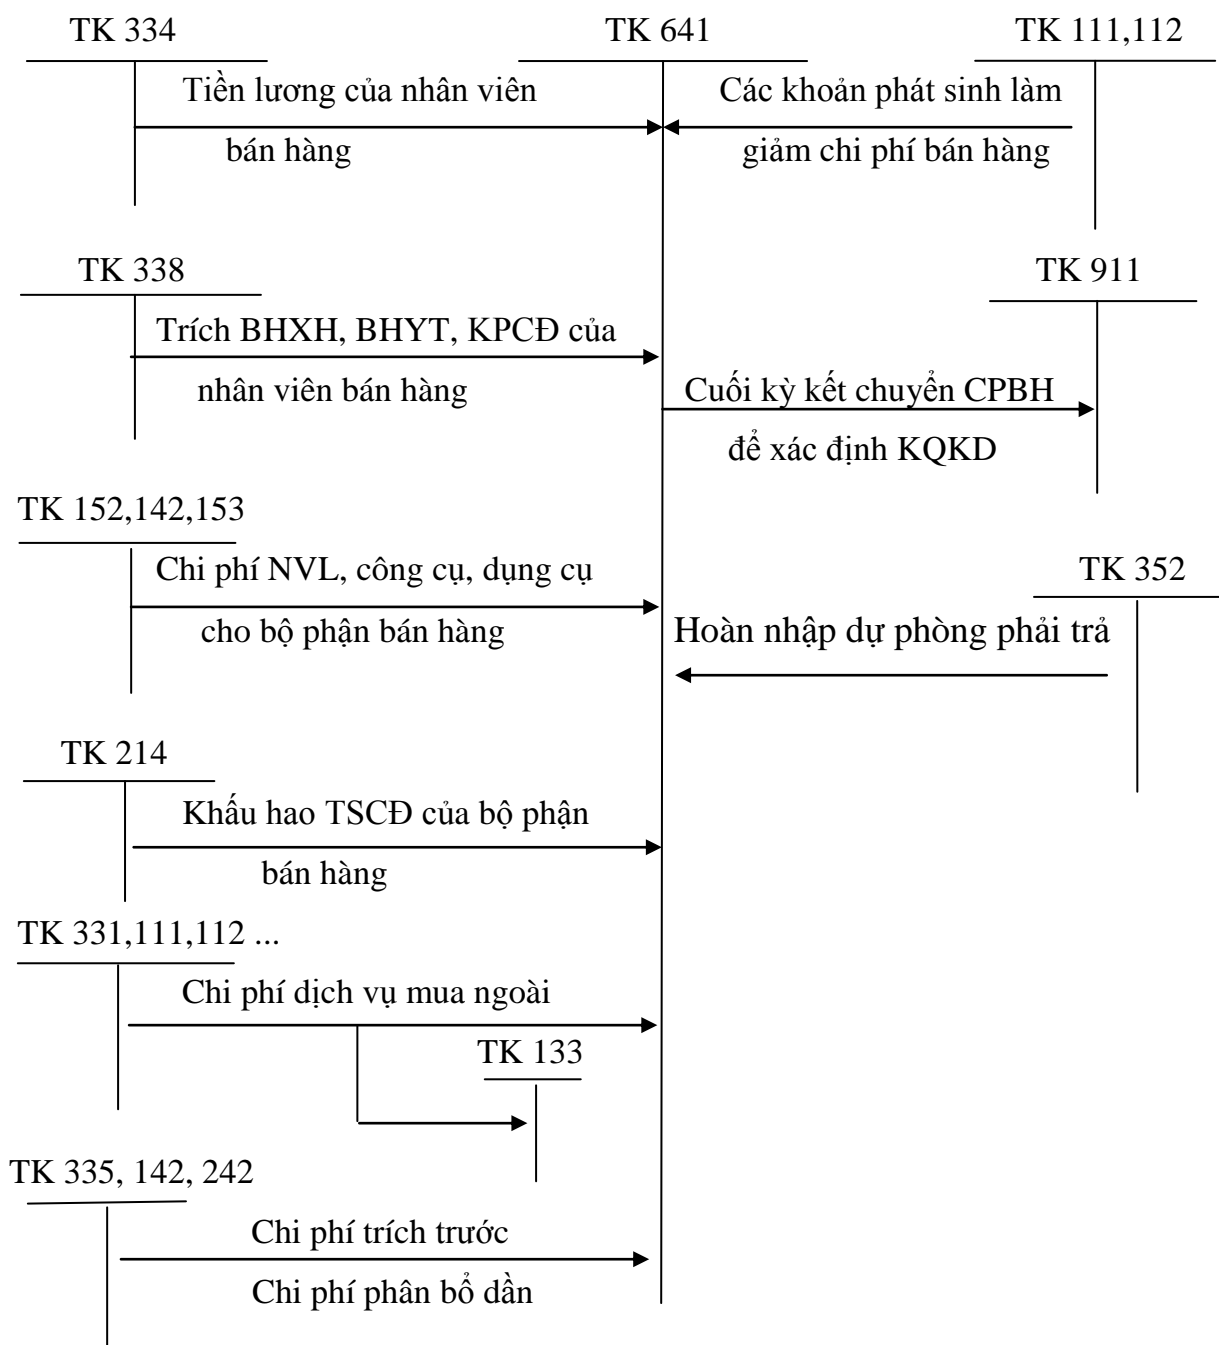 TK 334
TK 641
TK 111,112
Tiền lương của nhân viên
bán hàng
Các khoản phát sinh làm
giảm chi phí bán hàng
TK 338
TK 911
Trích BHXH, BHYT, KPCĐ của
nhân viên bán hàng
Cuối kỳ kết chuyển CPBH
để xác định KQKD
TK 152,142,153
Chi phí NVL, công cụ, dụng cụ
cho bộ phận bán hàng
TK 352
Hoàn nhập dự phòng phải trả
TK 214
Khấu hao TSCĐ của bộ phận
bán hàng
TK 331,111,112 ...
Chi phí dịch vụ mua ngoài
TK 133
TK 335, 142, 242
Chi phí trích trước
Chi phí phân bổ dần